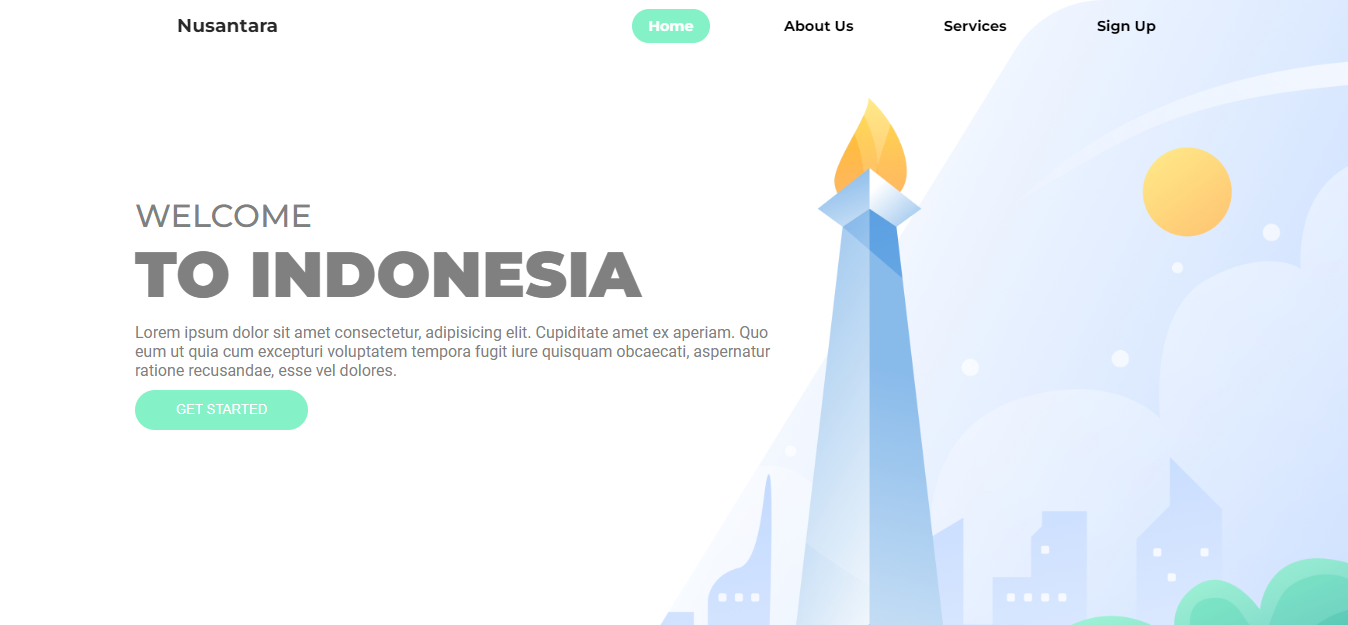 Nusantara
Home
About Us
Services
Sign Up
WELCOME
TO INDONESIA
Lorem ipsum dolor sit amet consectetur, adipisicing elit. Cupiditate amet ex aperiam. Quo
eum ut quia cum excepturi voluptatem tempora fugit iure quisquam obcaecati, aspernatur
ratione recusandae, esse vel dolores.
GET STARTED